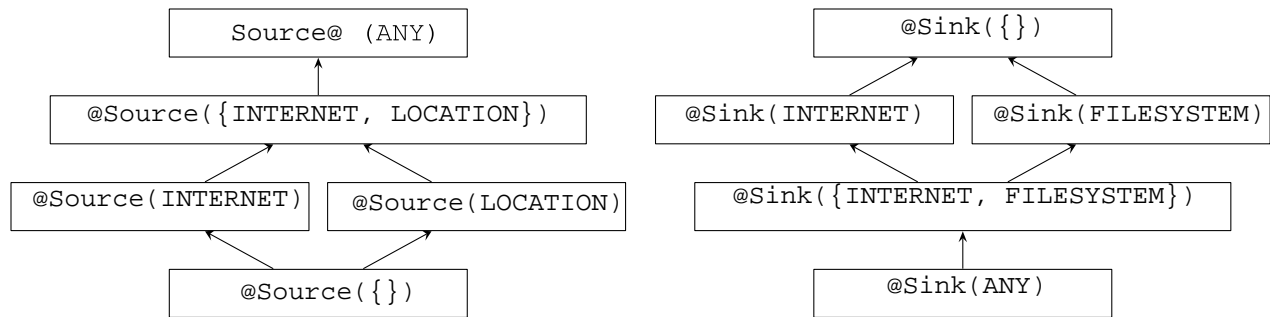 Source@ (ANY)
@Source({INTERNET, LOCATION})
@Source(INTERNET)
@Source(LOCATION)
@Source({})
@Sink({})
@Sink(INTERNET)
@Sink(FILESYSTEM)
@Sink({INTERNET, FILESYSTEM})
@Sink(ANY)